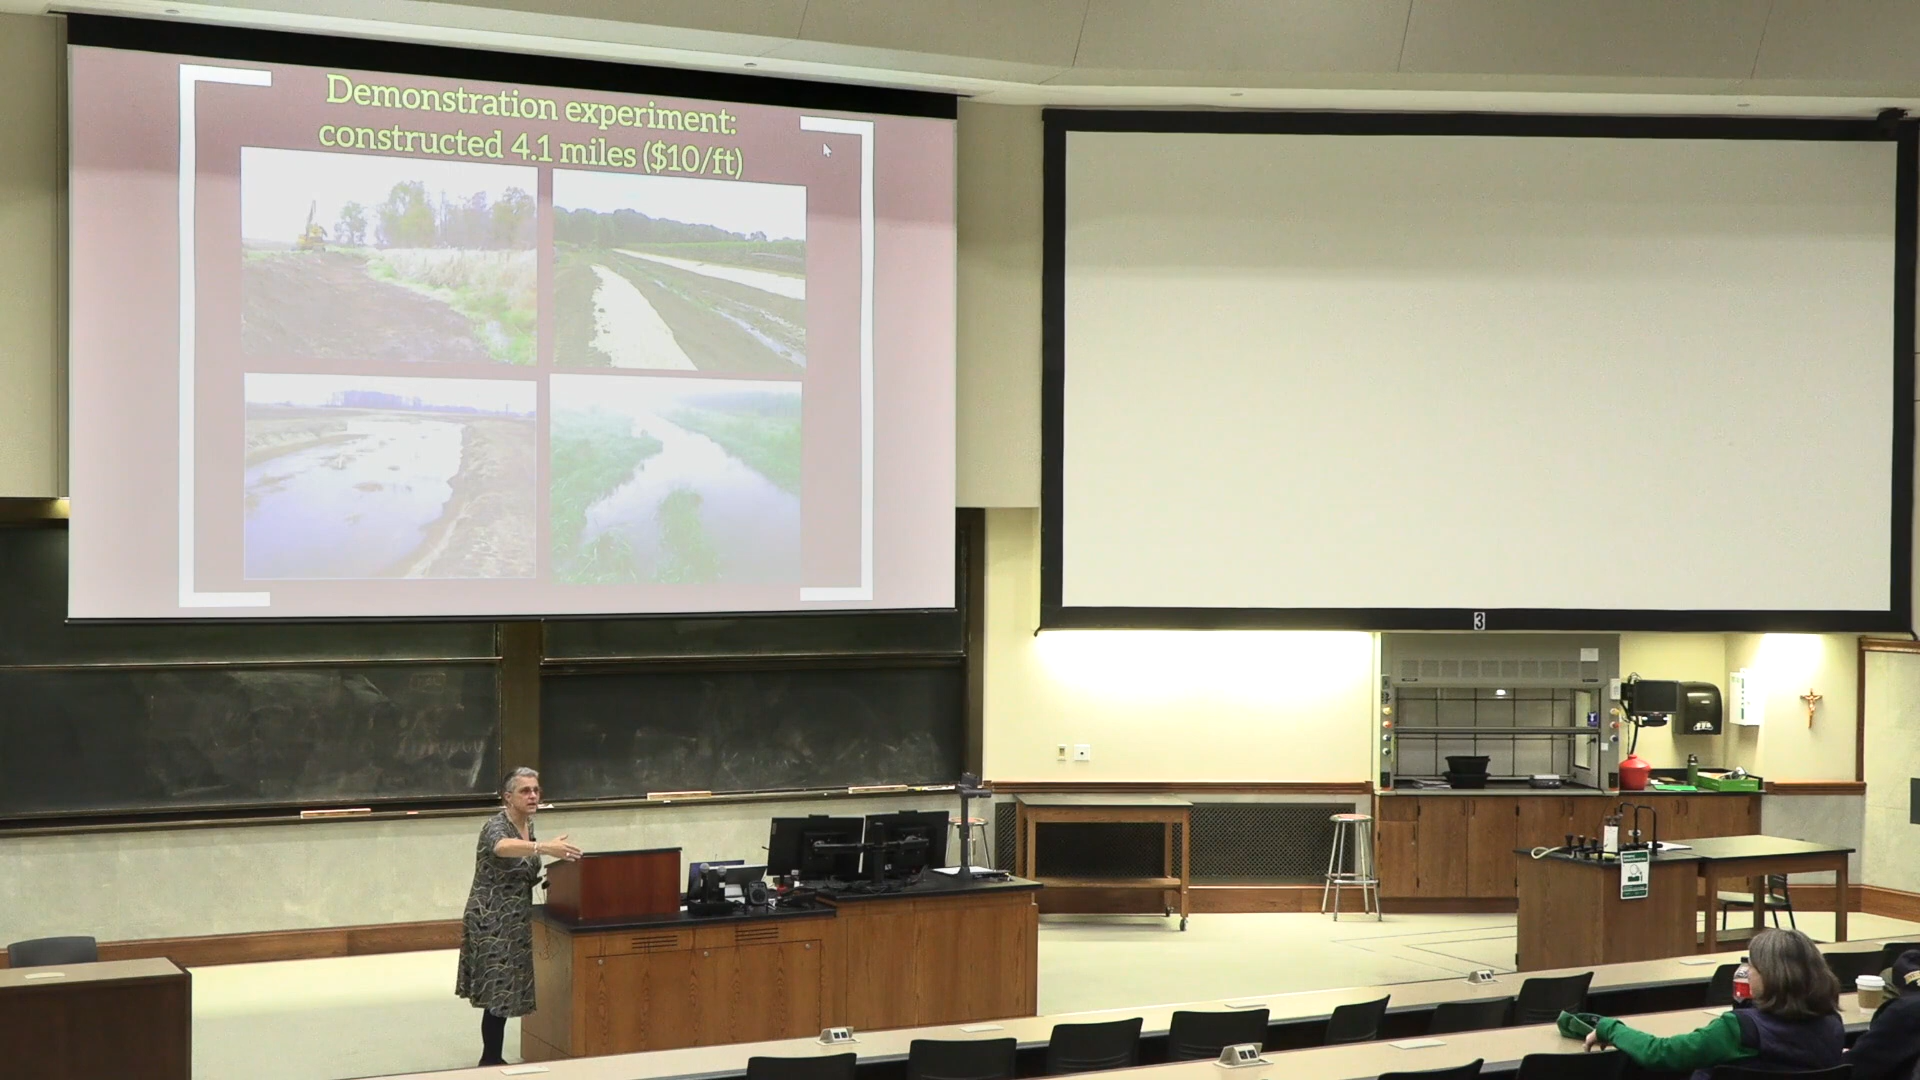 Demonstration experiment:
constructed 4.1 miles ($10/ft)
3